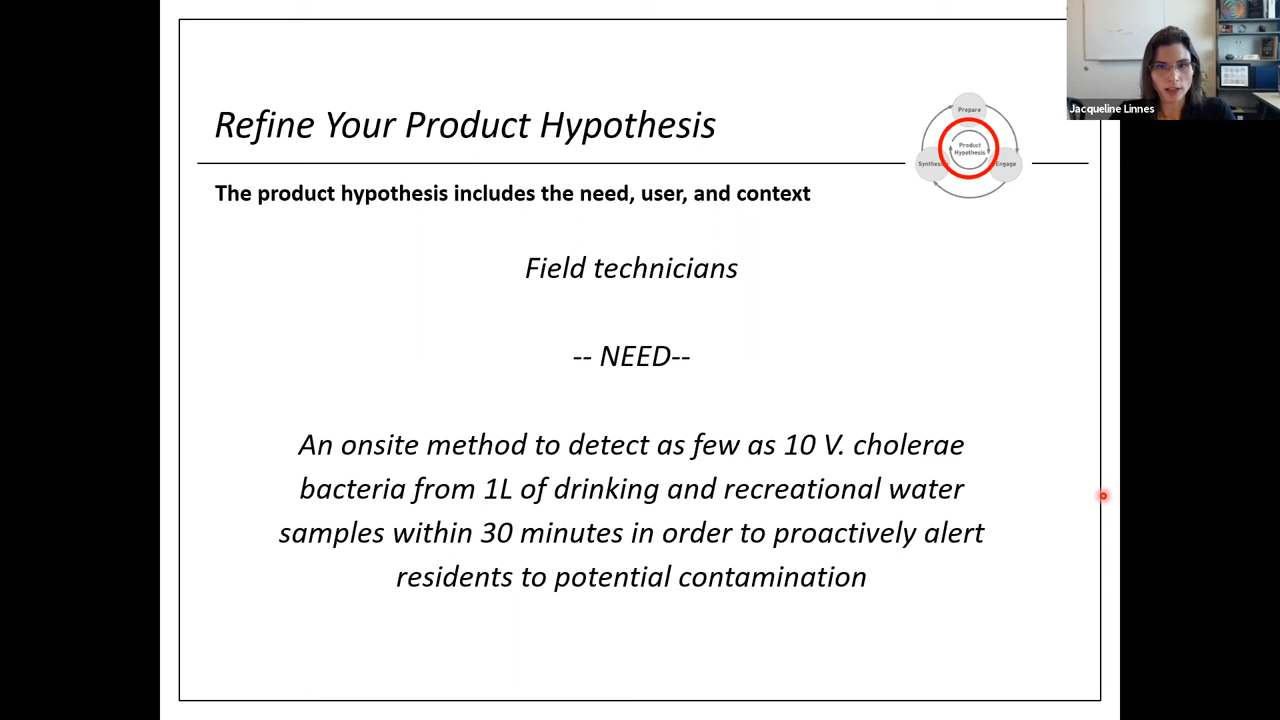 Refine Your Product Hypothesis
Prepare
Product
Hypothesis
Engage
Jacqueline Linnes
The product hypothesis includes the need, user, and context
Field technicians
-- NEED--
An onsite method to detect as few as 10 V. cholerae
bacteria from 1L of drinking and recreational water
samples within 30 minutes in order to proactively alert
residents to potential contamination